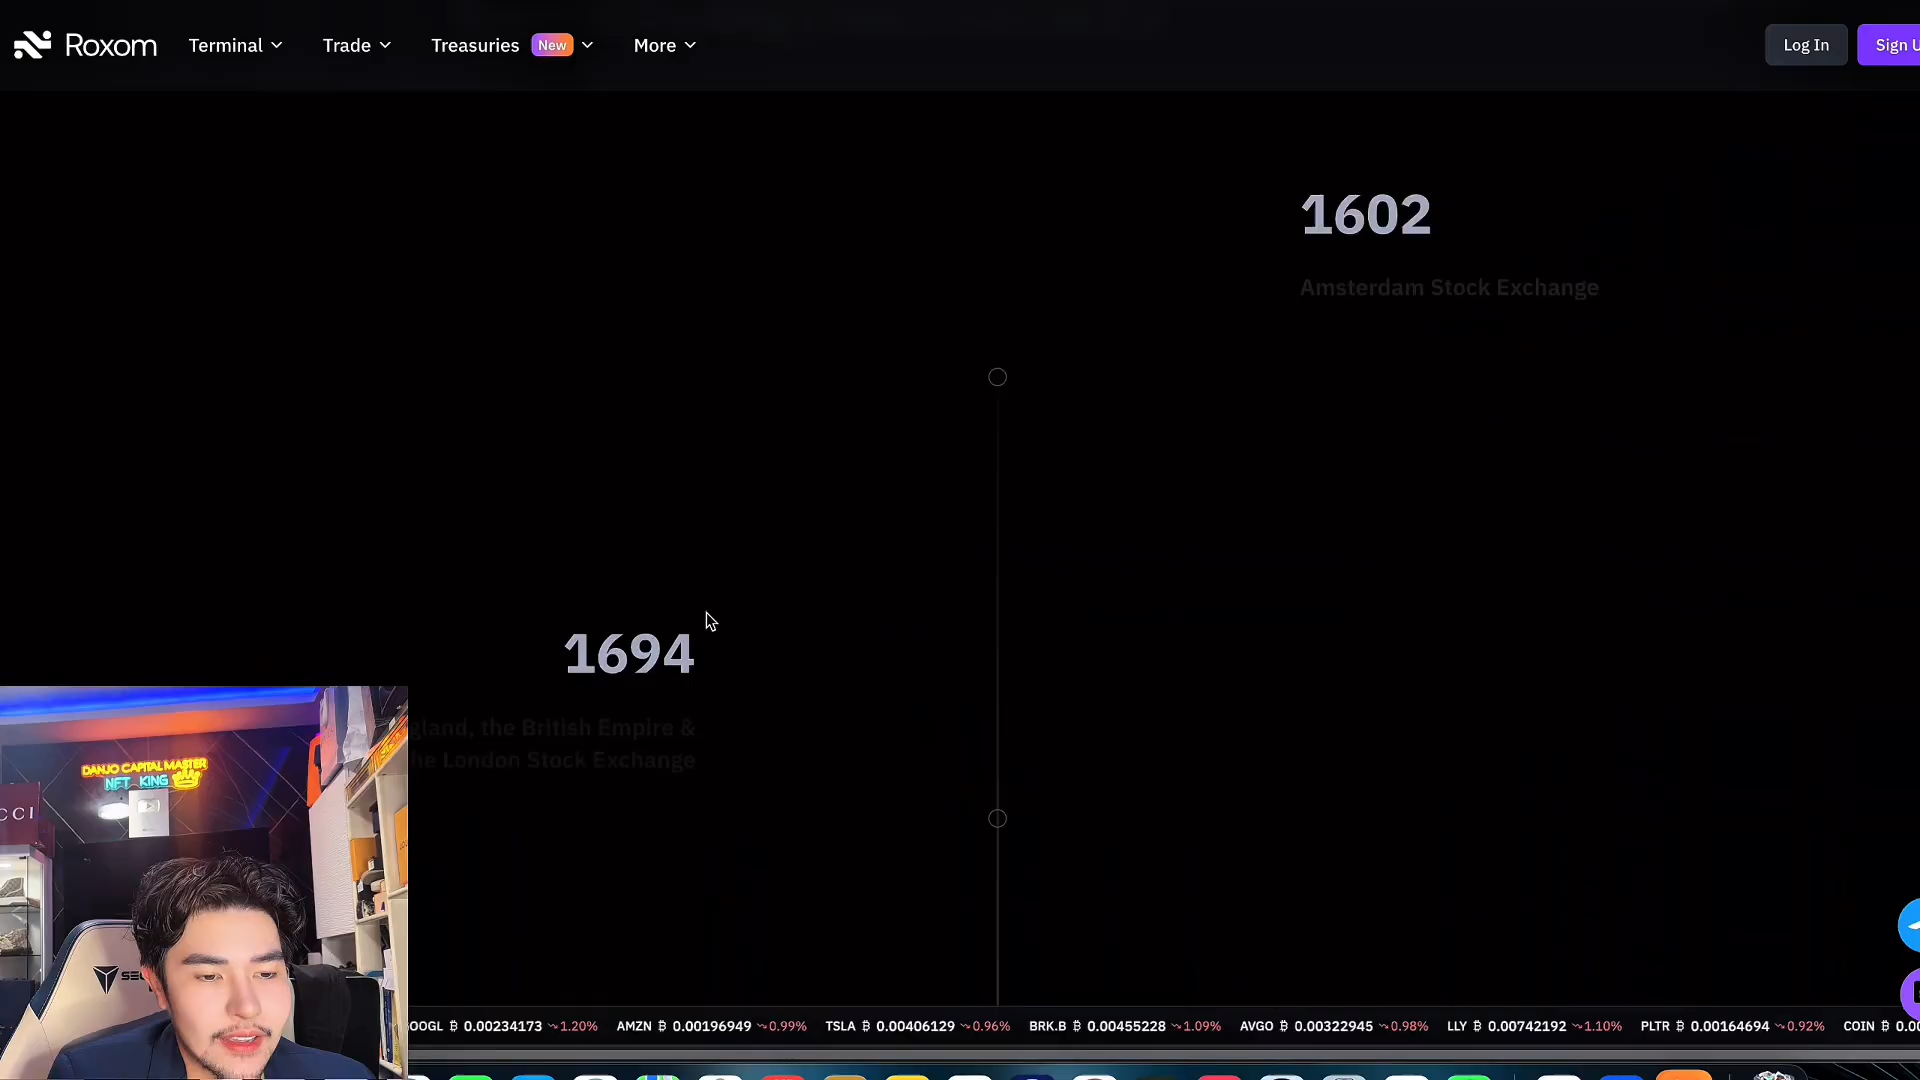 Roxom
Terminal
Trade
Treasuries New
More
Log In
Sign U
1602
Amsterdam Stock Exchange
1694
gland, the British Empire &
he London Stock Exchange
DANJO CAPITAL MASTER
NFT KING
CCI
OOGL ₿ 0.00234173 1.20% AMZN ₿ 0.00196949 0.99% TSLA ₿ 0.00406129 0.96% BRK.B ₿ 0.00455228 1.09% AVGO ₿ 0.00322945 0.98% LLY ₿ 0.00742192 1.10% PLTR ₿ 0.00164694 0.92% COIN ₿ 0.00